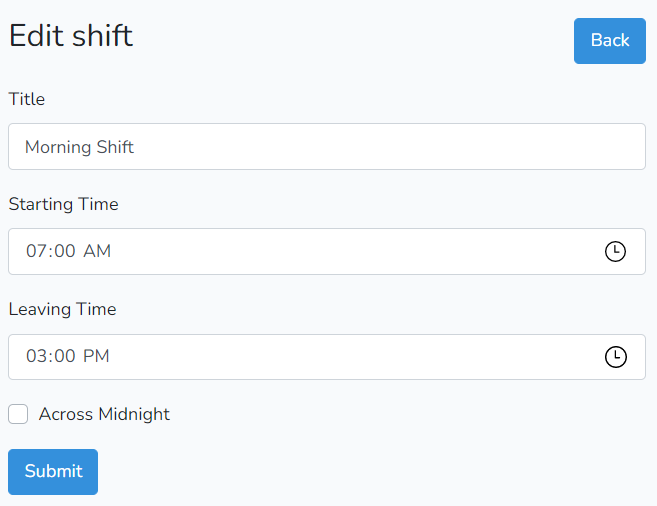 Edit shift
Back
Title
Morning Shift
Starting Time
07:00 AM
Leaving Time
03:00 PM
Across Midnight
Submit